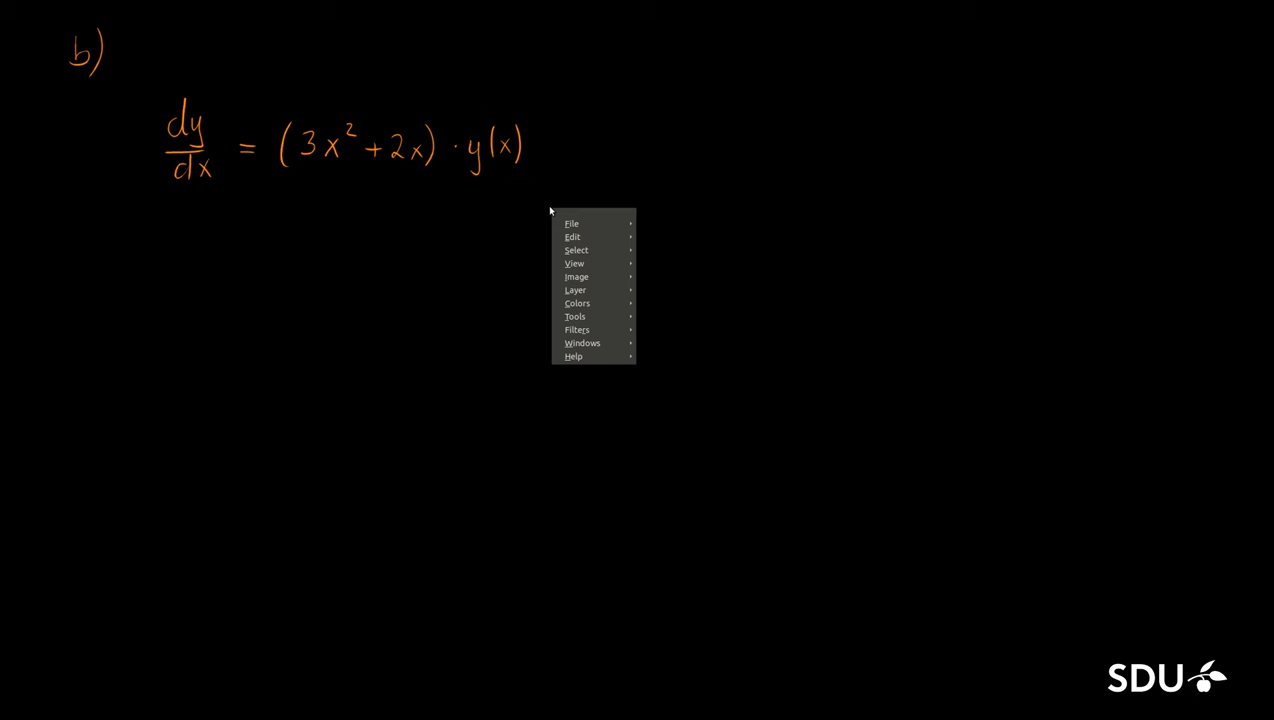 b)
dy/dx = (3x² + 2x) · y(x)
File
Edit
Select
View
Image
Layer
Colors
Tools
Filters
Windows
Help
SDU